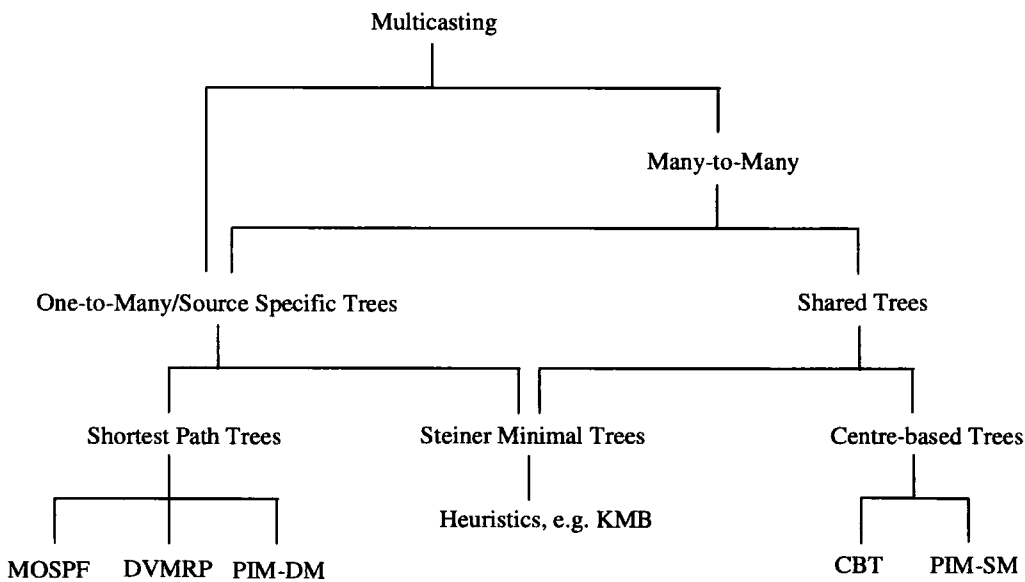 Multicasting
Many-to-Many
One-to-Many/Source Specific Trees
Shared Trees
Shortest Path Trees
Steiner Minimal Trees
Centre-based Trees
Heuristics, e.g. KMB
MOSPF
DVMRP
PIM-DM
CBT
PIM-SM